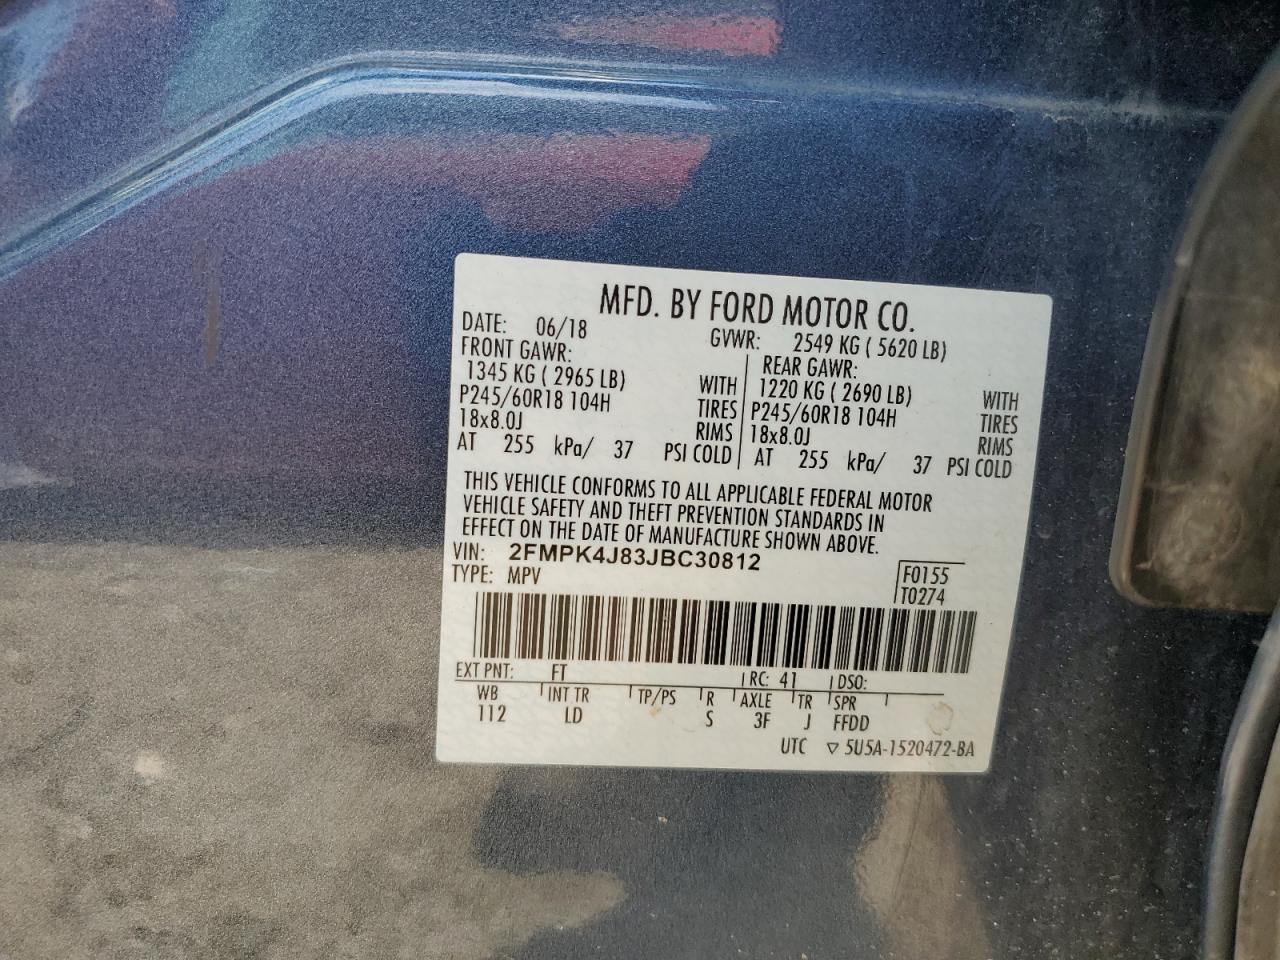 MFD. BY FORD MOTOR CO.
DATE: 06/18 GVWR: 2549 KG ( 5620 LB)
FRONT GAWR: REAR GAWR:
1345 KG ( 2965 LB) WITH 1220 KG ( 2690 LB) WITH
P245/60R18 104H TIRES P245/60R18 104H TIRES
18x8.0J RIMS 18x8.0J RIMS
AT 255 kPa/ 37 PSI COLD AT 255 kPa/ 37 PSI COLD
THIS VEHICLE CONFORMS TO ALL APPLICABLE FEDERAL MOTOR
VEHICLE SAFETY AND THEFT PREVENTION STANDARDS IN
EFFECT ON THE DATE OF MANUFACTURE SHOWN ABOVE.
VIN: 2FMPK4J83JBC30812
TYPE: MPV
F0155
T0274
EXT PNT: FT RC: 41 DSO:
WB INT TR TP/PS R AXLE TR SPR
112 LD S 3F J FFDD
UTC ▽ 5U5A-1520472-BA